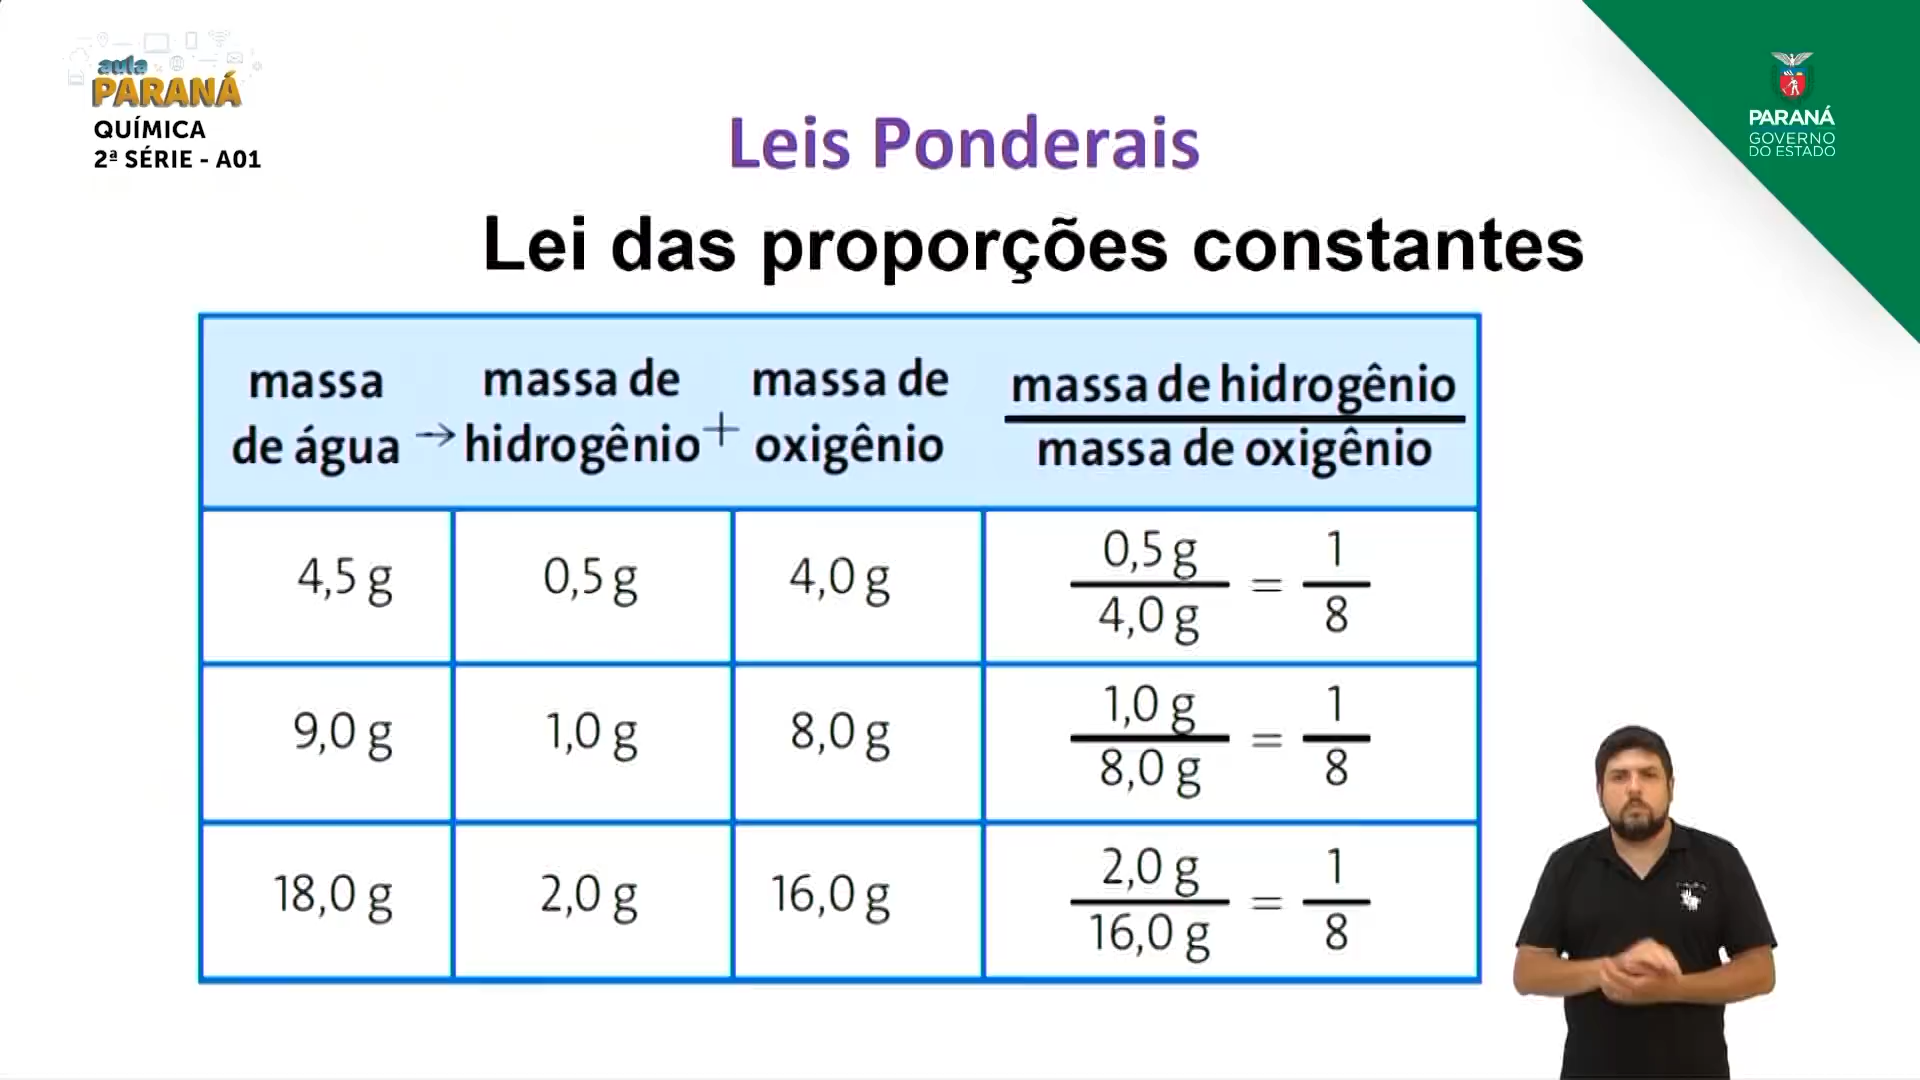 aula
PARANÁ
QUÍMICA
2ª SÉRIE - A01
PARANÁ
GOVERNO
DO ESTADO
Leis Ponderais
Lei das proporções constantes
massa de água → massa de hidrogênio + massa de oxigênio massa de hidrogênio / massa de oxigênio
4,5 g 0,5 g 4,0 g 0,5 g / 4,0 g = 1 / 8
9,0 g 1,0 g 8,0 g 1,0 g / 8,0 g = 1 / 8
18,0 g 2,0 g 16,0 g 2,0 g / 16,0 g = 1 / 8